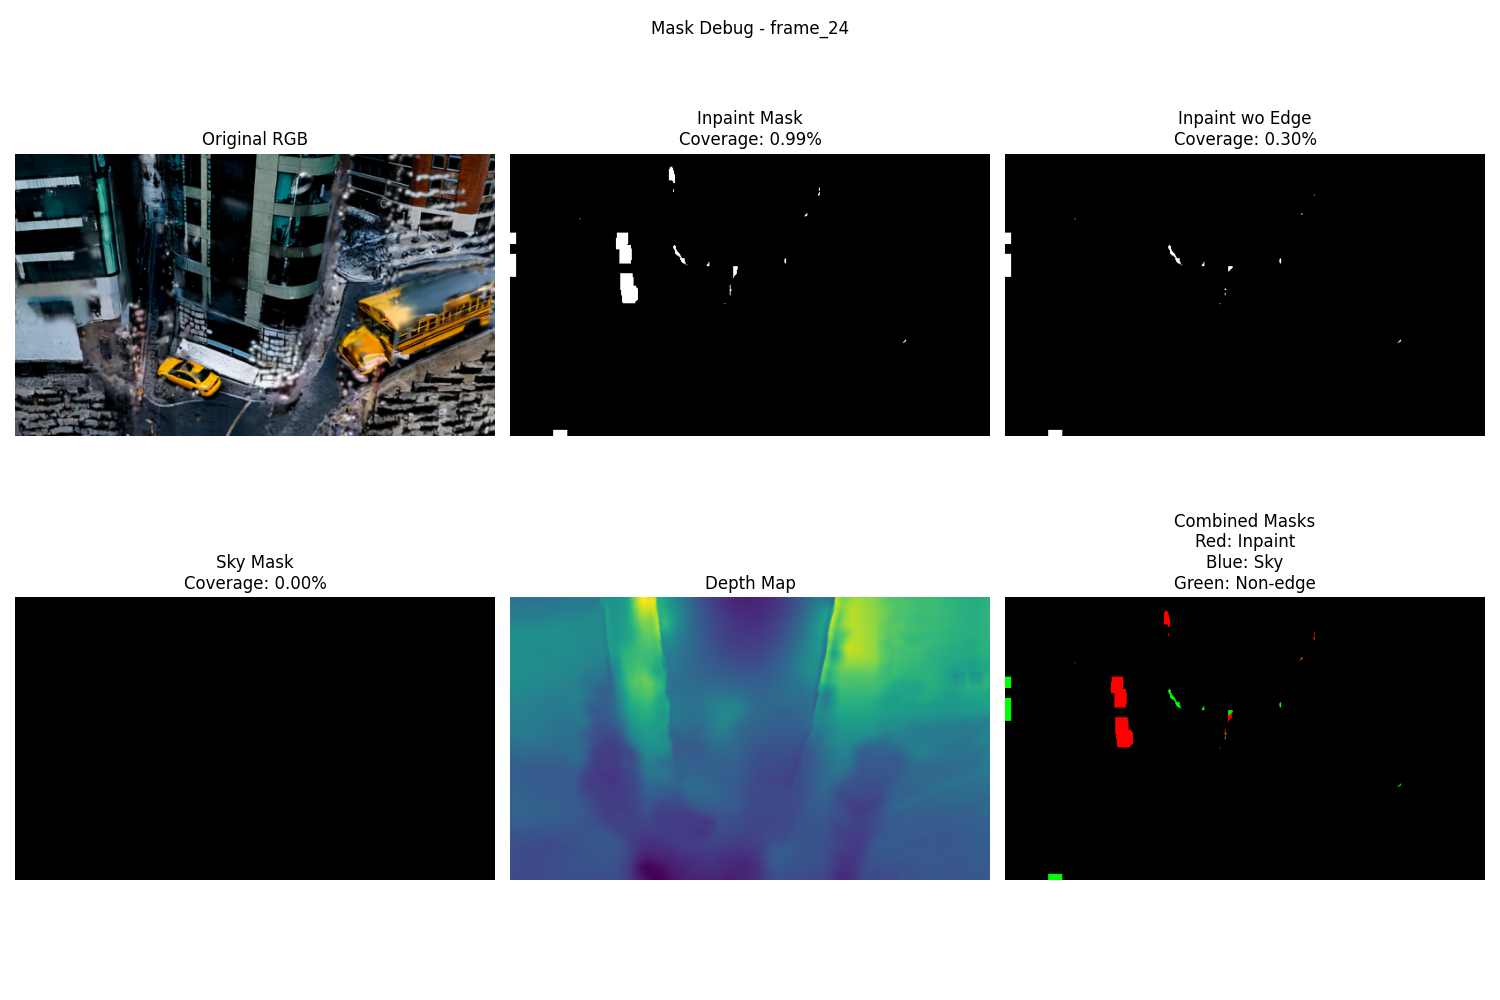 Mask Debug - frame_24
Original RGB
Inpaint Mask
Coverage: 0.99%
Inpaint wo Edge
Coverage: 0.30%
Sky Mask
Coverage: 0.00%
Depth Map
Combined Masks
Red: Inpaint
Blue: Sky
Green: Non-edge